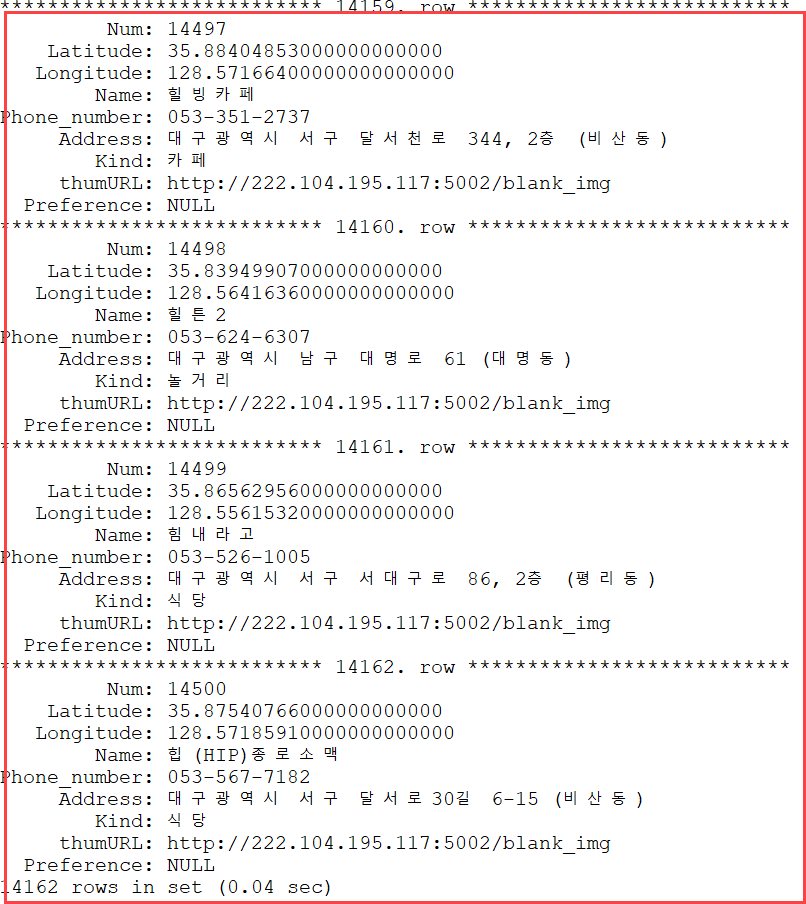 *************************** 14159. row ***************************
Num: 14497
Latitude: 35.88404853000000000000
Longitude: 128.57166400000000000000
Name: 힐빙카페
Phone_number: 053-351-2737
Address: 대구광역시 서구 달서천로 344, 2층 (비산동)
Kind: 카페
thumURL: http://222.104.195.117:5002/blank_img
Preference: NULL
*************************** 14160. row ***************************
Num: 14498
Latitude: 35.83949907000000000000
Longitude: 128.56416360000000000000
Name: 힐튼2
Phone_number: 053-624-6307
Address: 대구광역시 남구 대명로 61 (대명동)
Kind: 놀거리
thumURL: http://222.104.195.117:5002/blank_img
Preference: NULL
*************************** 14161. row ***************************
Num: 14499
Latitude: 35.86562956000000000000
Longitude: 128.55615320000000000000
Name: 힘내라고
Phone_number: 053-526-1005
Address: 대구광역시 서구 서대구로 86, 2층 (평리동)
Kind: 식당
thumURL: http://222.104.195.117:5002/blank_img
Preference: NULL
*************************** 14162. row ***************************
Num: 14500
Latitude: 35.87540766000000000000
Longitude: 128.57185910000000000000
Name: 힙(HIP)종로소맥
Phone_number: 053-567-7182
Address: 대구광역시 서구 달서로30길 6-15 (비산동)
Kind: 식당
thumURL: http://222.104.195.117:5002/blank_img
Preference: NULL
14162 rows in set (0.04 sec)